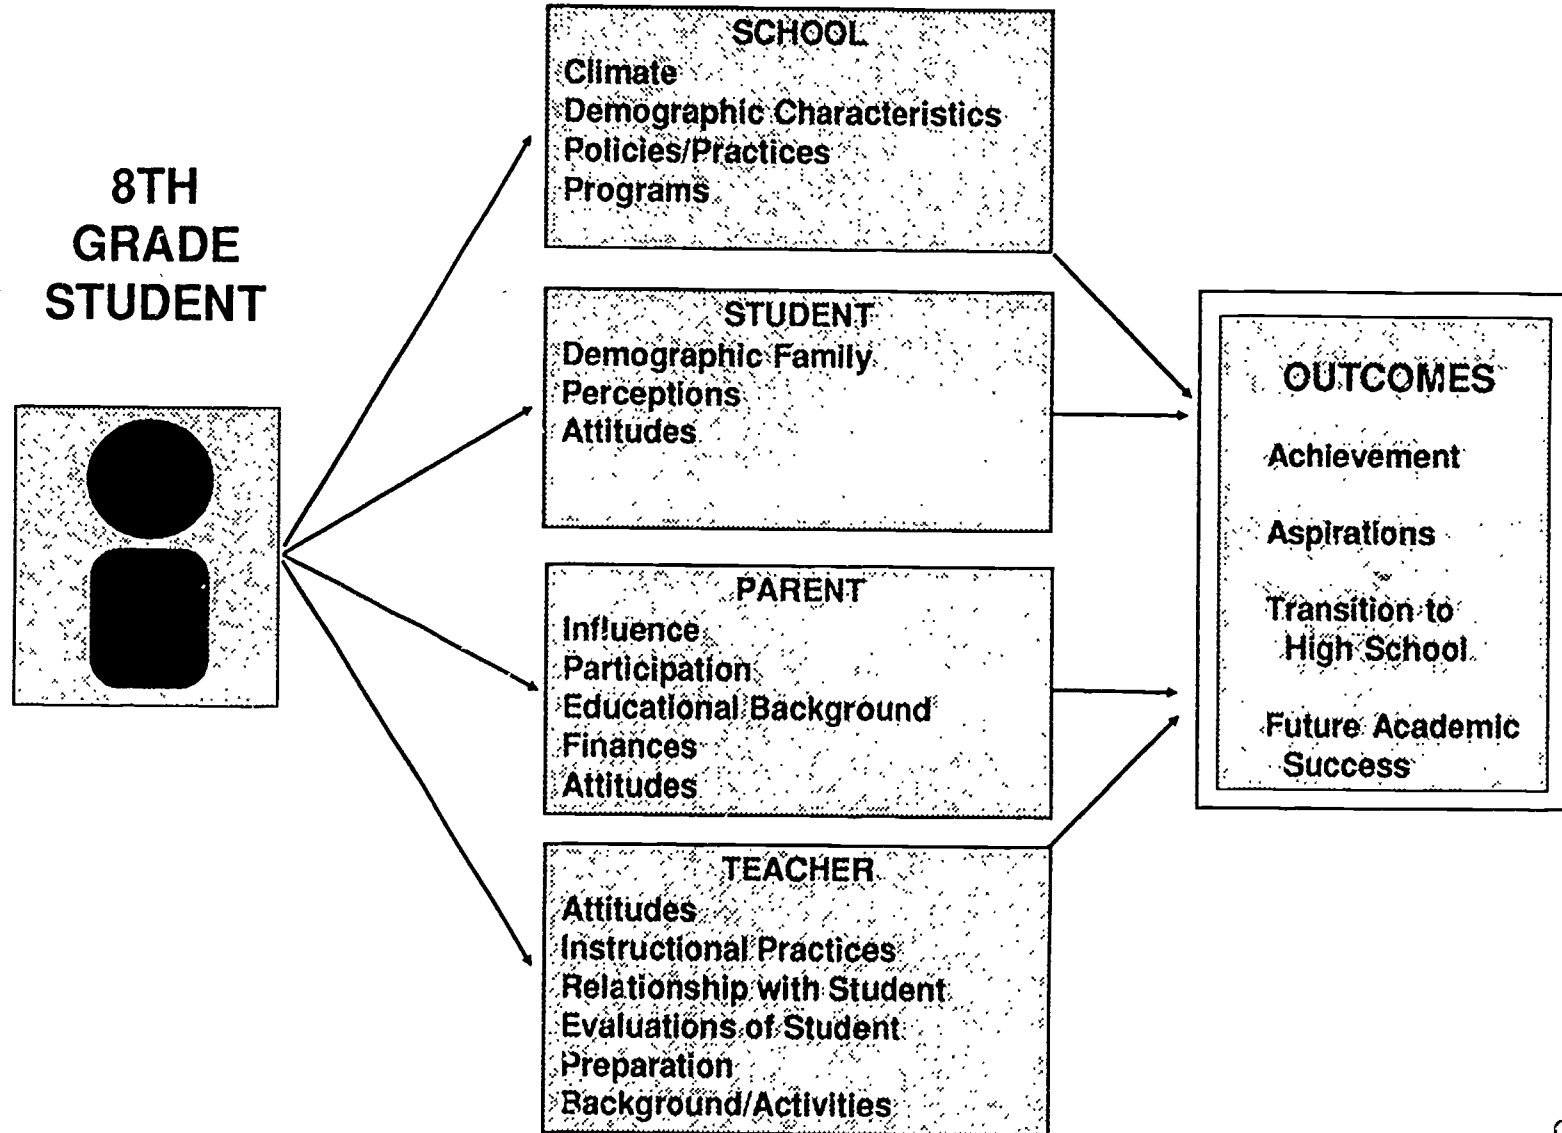 8TH
GRADE
STUDENT
SCHOOL
Climate
Demographic Characteristics
Policies/Practices
Programs
STUDENT
Demographic Family
Perceptions
Attitudes
PARENT
Influence
Participation
Educational Background
Finances
Attitudes
TEACHER
Attitudes
Instructional Practices
Relationship with Student
Evaluations of Student
Preparation
Background/Activities
OUTCOMES
Achievement
Aspirations
Transition to
High School
Future Academic
Success